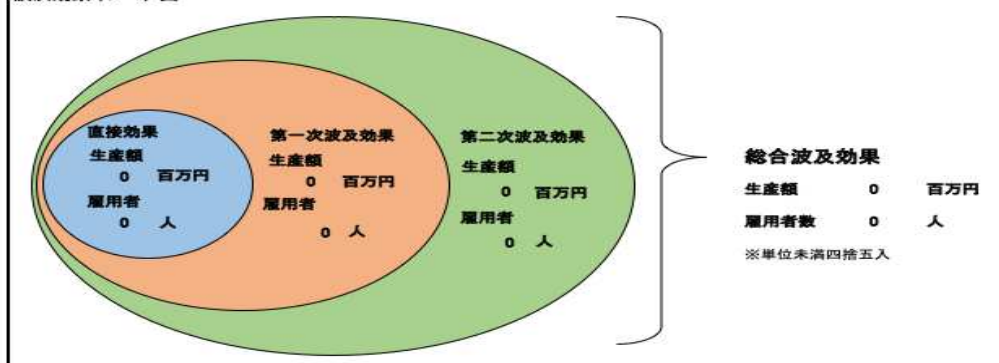 直接効果
生産額
0 百万円
雇用者
0 人
第一次波及効果
生産額
0 百万円
雇用者
0 人
第二次波及効果
生産額
0 百万円
雇用者
0 人
総合波及効果
生産額 0 百万円
雇用者数 0 人
※単位未満四捨五入